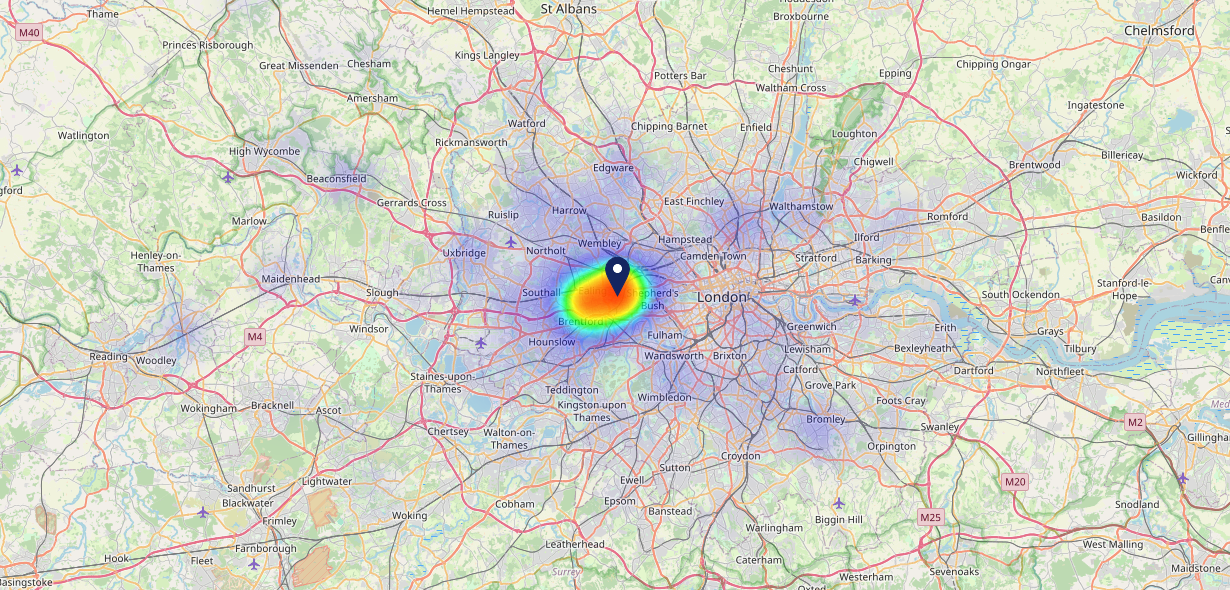 Thame
Hemel Hempstead
St Albans
Broxbourne
M40
Chelmsford
Princes Risborough
Kings Langley
Great Missenden
Chesham
Potters Bar
Cheshunt
Epping
Chipping Ongar
Waltham Cross
Amersham
Ingatestone
Watlington
Watford
Chipping Barnet
Enfield
Loughton
Rickmansworth
High Wycombe
Edgware
Chigwell
Brentwood
Billericay
Beaconsfield
Wickford
Gerrards Cross
East Finchley
Walthamstow
Marlow
Ruislip
Harrow
Romford
Basildon
Ilford
Wembley
Hampstead
Henley-on-
Thames
Uxbridge
Northolt
Camden Town
Stratford
Barking
Maidenhead
Slough
Southall
Shepherd's
Bush
London
South Ockendon
Stanford-le-
Hope
Windsor
Brentford
Greenwich
Erith
Grays
M4
Hounslow
Fulham
Reading
Woodley
Wandsworth
Brixton
Lewisham
Bexleyheath
Tilbury
Staines-upon-
Thames
Teddington
Catford
Dartford
Northfleet
Grove Park
Wokingham
Bracknell
Ascot
Kingston upon
Thames
Wimbledon
Foots Cray
Bromley
M2
Chertsey
Walton-on-
Thames
Swanley
Orpington
Croydon
Sutton
Ewell
Lightwater
M20
Sandhurst
Blackwater
Cobham
Epsom
Banstead
Biggin Hill
Snodland
Woking
M25
Frimley
Warlingham
Farnborough
Leatherhead
West Malling
Hook
Fleet
Caterham
Surrey
Sevenoaks
Westerham
Maidstone